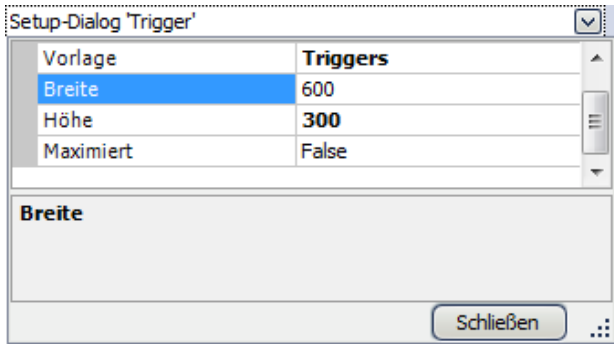 Setup-Dialog 'Trigger'
Vorlage Triggers
Breite 600
Höhe 300
Maximiert False
Breite
Schließen